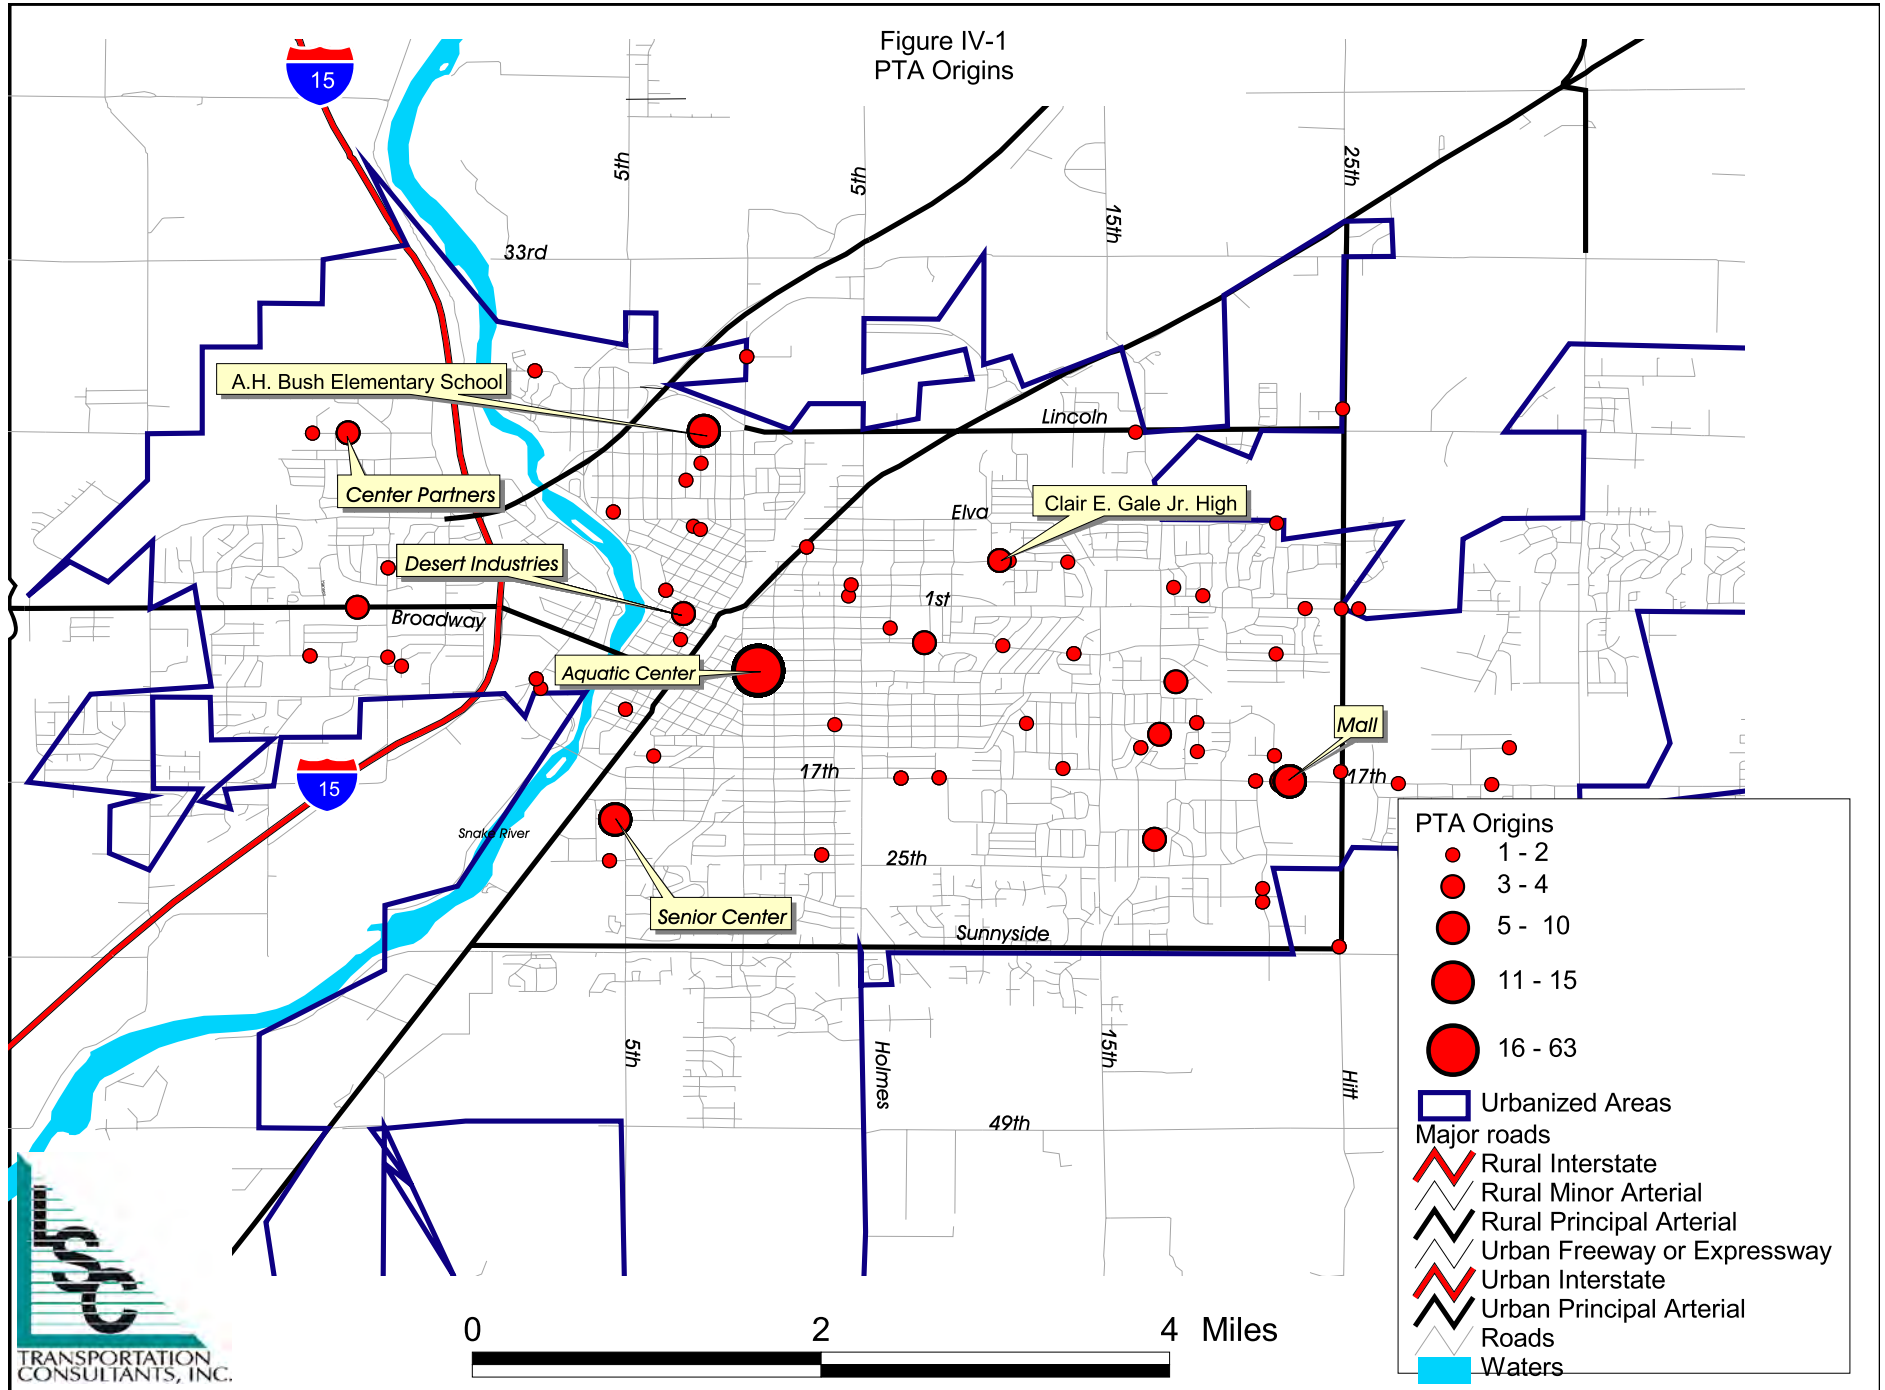 Figure IV-1
PTA Origins
15
5th
5th
15th
25th
33rd
A.H. Bush Elementary School
Lincoln
Center Partners
Elva
Clair E. Gale Jr. High
Desert Industries
1st
Broadway
Aquatic Center
Mall
17th
17th
15
Snake River
25th
Senior Center
Sunnyside
5th
Holmes
15th
Hitt
49th
PTA Origins
1 - 2
3 - 4
5 - 10
11 - 15
16 - 63
Urbanized Areas
Major roads
Rural Interstate
Rural Minor Arterial
Rural Principal Arterial
Urban Freeway or Expressway
Urban Interstate
Urban Principal Arterial
Roads
Waters
0 2 4 Miles
LSC
TRANSPORTATION
CONSULTANTS, INC.